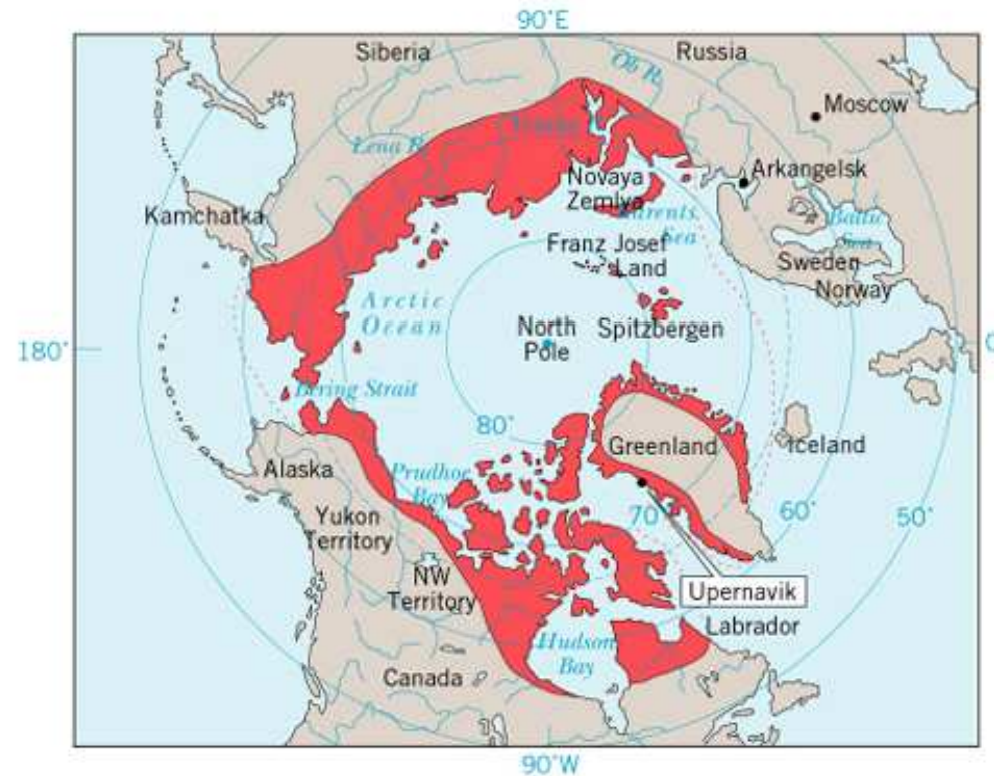 90˚E
Siberia
Russia
Ob R.
Moscow
Lena R.
Arkangelsk
Novaya
Zemlya
Kamchatka
Barents
Sea
Baltic
Sea
Franz Josef
Land
Sweden
Norway
Arctic
Ocean
North
Pole
Spitzbergen
180˚
0
Bering Strait
80˚
Greenland
Iceland
Alaska
Prudhoe
Bay
70˚
60˚
50˚
Yukon
Territory
NW
Territory
Upernavik
Labrador
Hudson
Bay
Canada
90˚W